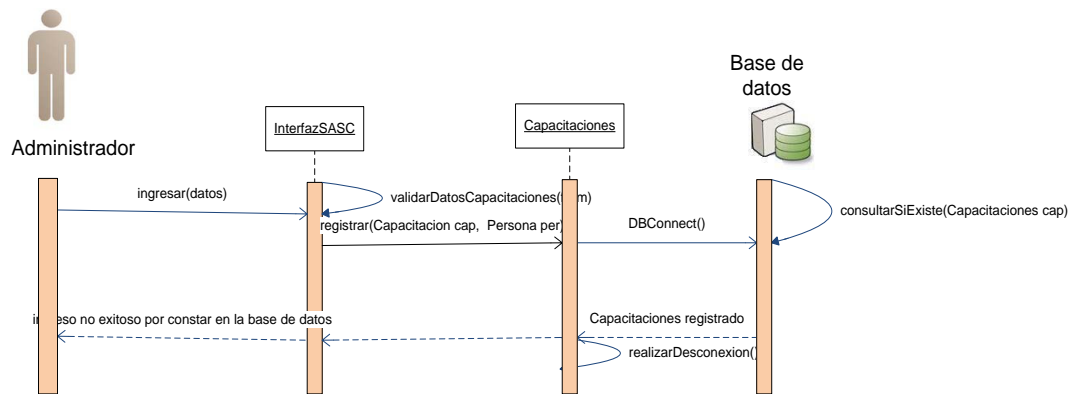 Base de
datos
InterfazSASC
Capacitaciones
Administrador
ingresar(datos)
validarDatosCapacitaciones(
consultarSiExiste(Capacitaciones cap)
registrar(Capacitacion cap, Persona per)
DBConnect()
no exitoso por constar en la base de datos
Capacitaciones registrado
realizarDesconexion()